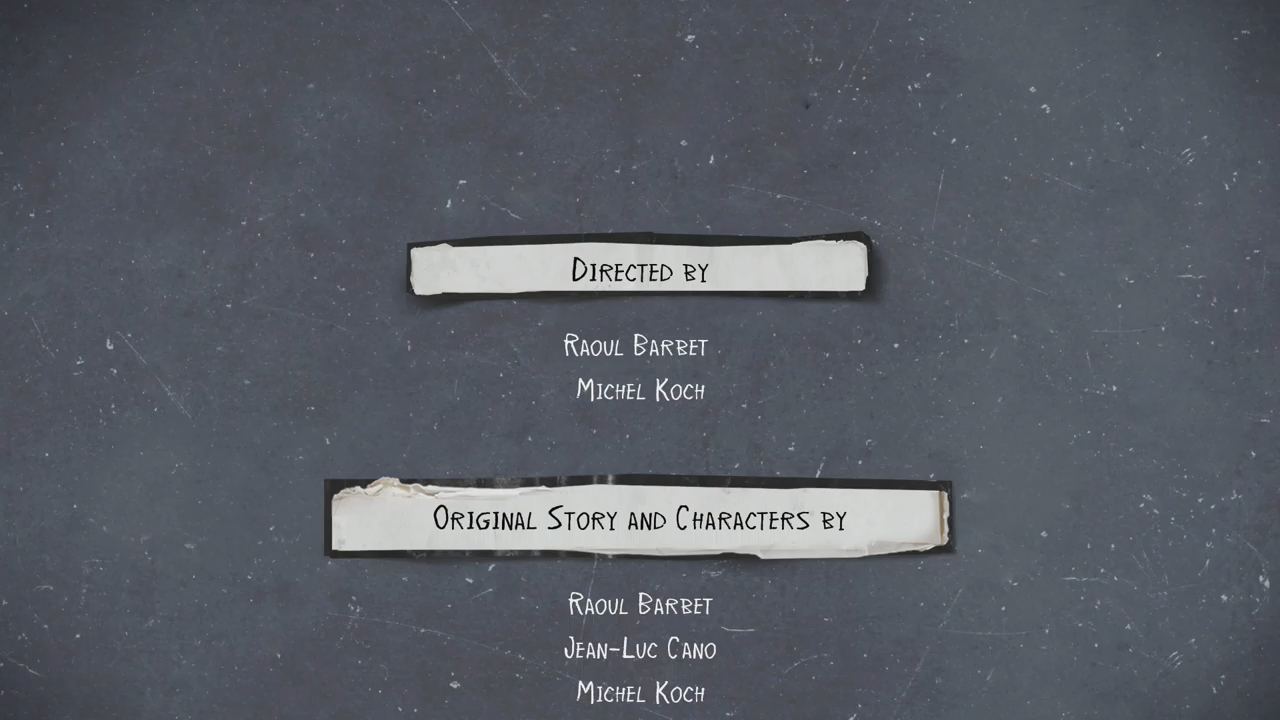 Directed by
Raoul Barbet
Michel Koch
Original Story and Characters by
Raoul Barbet
Jean-Luc Cano
Michel Koch